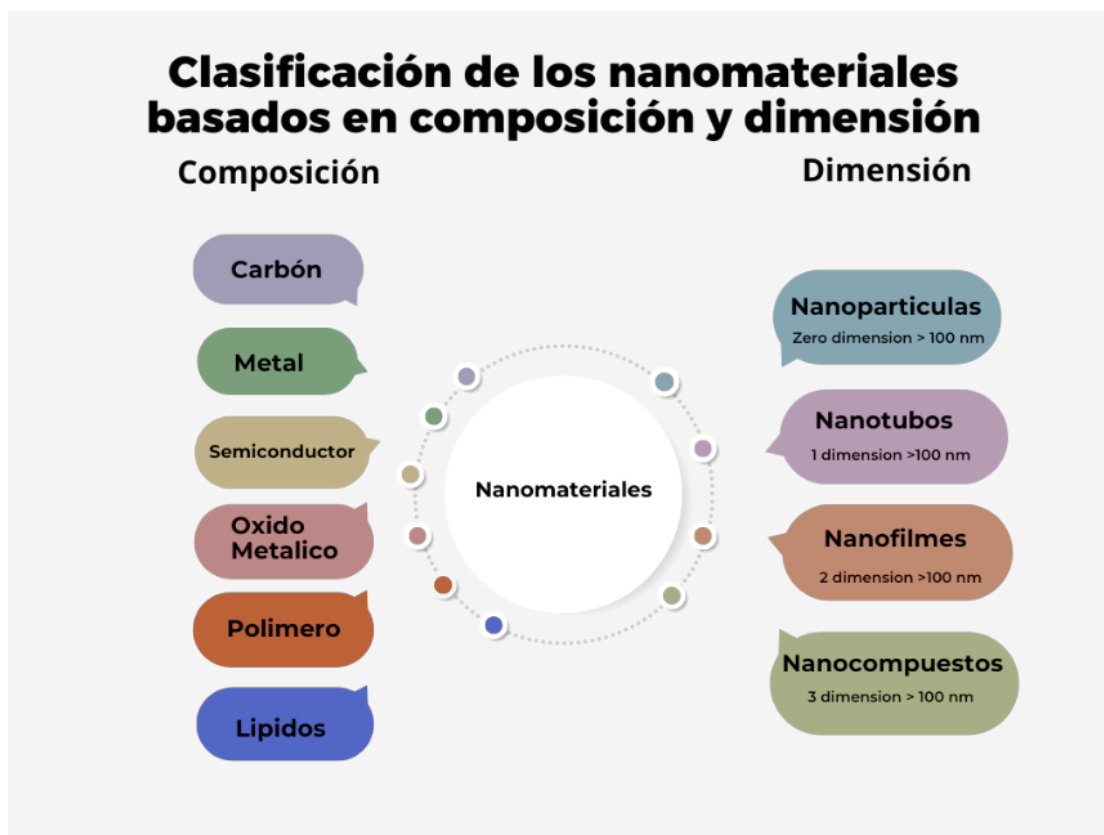 Clasificación de los nanomateriales
basados en composición y dimensión
Composición
Carbón
Metal
Semiconductor
Oxido
Metalico
Polimero
Lipidos
Nanomateriales
Dimensión
Nanoparticulas
Zero dimension > 100 nm
Nanotubos
1 dimension >100 nm
Nanofilmes
2 dimension >100 nm
Nanocompuestos
3 dimension > 100 nm